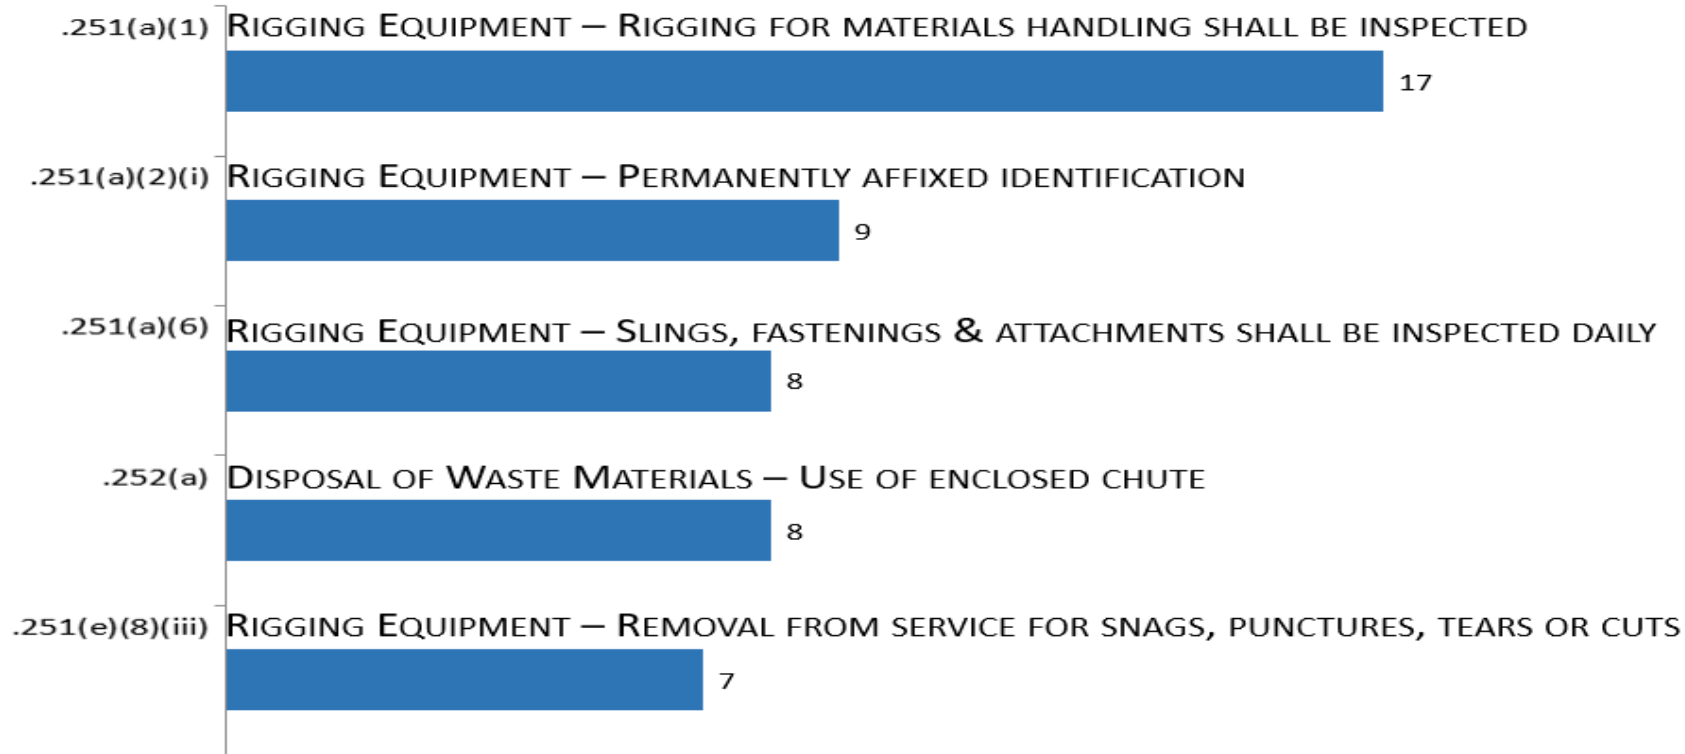 .251(a)(1) Rigging Equipment – Rigging for materials handling shall be inspected
17
.251(a)(2)(i) Rigging Equipment – Permanently affixed identification
9
.251(a)(6) Rigging Equipment – Slings, fastenings & attachments shall be inspected daily
8
.252(a) Disposal of Waste Materials – Use of enclosed chute
8
.251(e)(8)(iii) Rigging Equipment – Removal from service for snags, punctures, tears or cuts
7